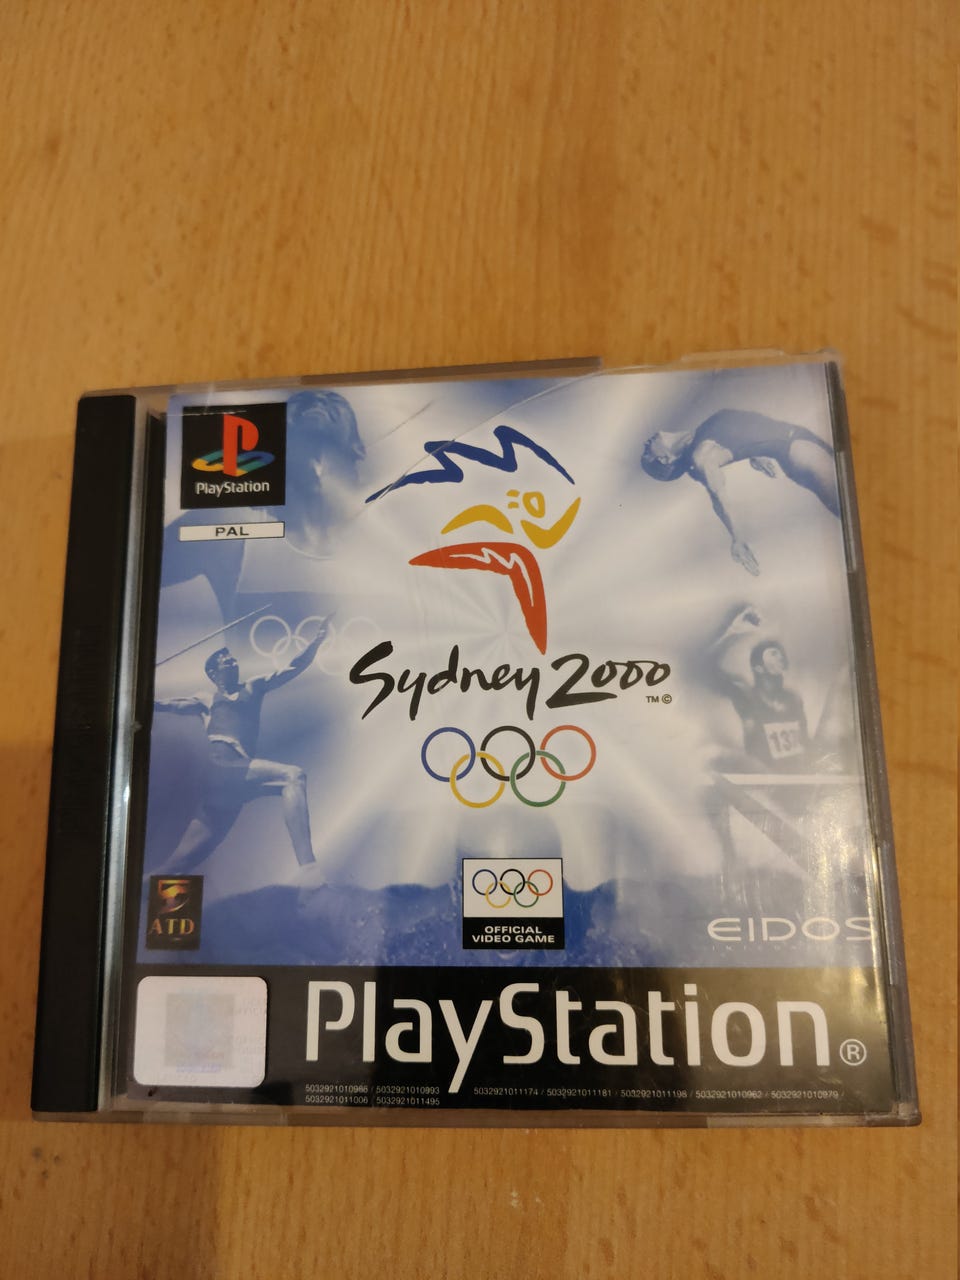 PlayStation
PAL
Sydney 2000
TM ©
137
ATD
OFFICIAL
VIDEO GAME
EIDOS
PlayStation®
5032921010986 / 5032921010993
5032921011006 / 5032921011495
5032921011174 / 5032921011181 / 5032921011198 / 5032921010962 / 5032921010979 /